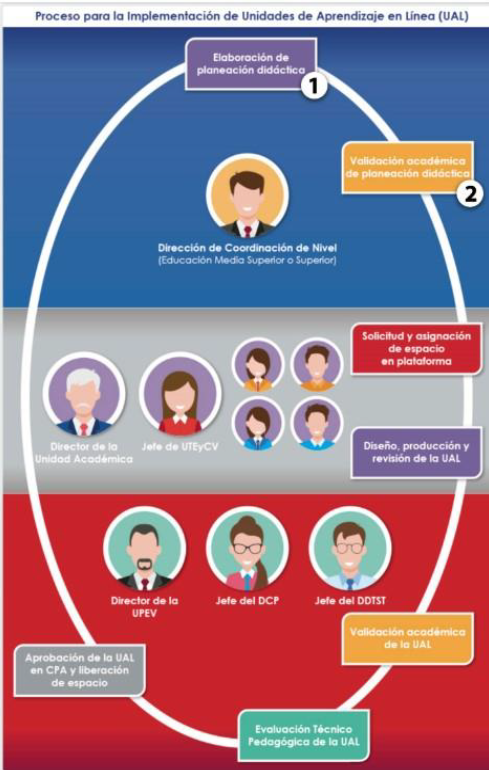 Proceso para la Implementación de Unidades de Aprendizaje en Línea (UAL)
Elaboración de
planeación didáctica
1
Validación académica
de planeación didáctica
2
Dirección de Coordinación de Nivel
(Educación Media Superior o Superior)
Solicitud y asignación
de espacio
en plataforma
Director de la
Unidad Académica
Jefe de UTEyCV
Diseño, producción y
revisión de la UAL
Director de la
UPEV
Jefe del DCP
Jefe del DDTST
Validación académica
de la UAL
Aprobación de la UAL
en CPA y liberación
de espacio
Evaluación Técnico
Pedagógica de la UAL